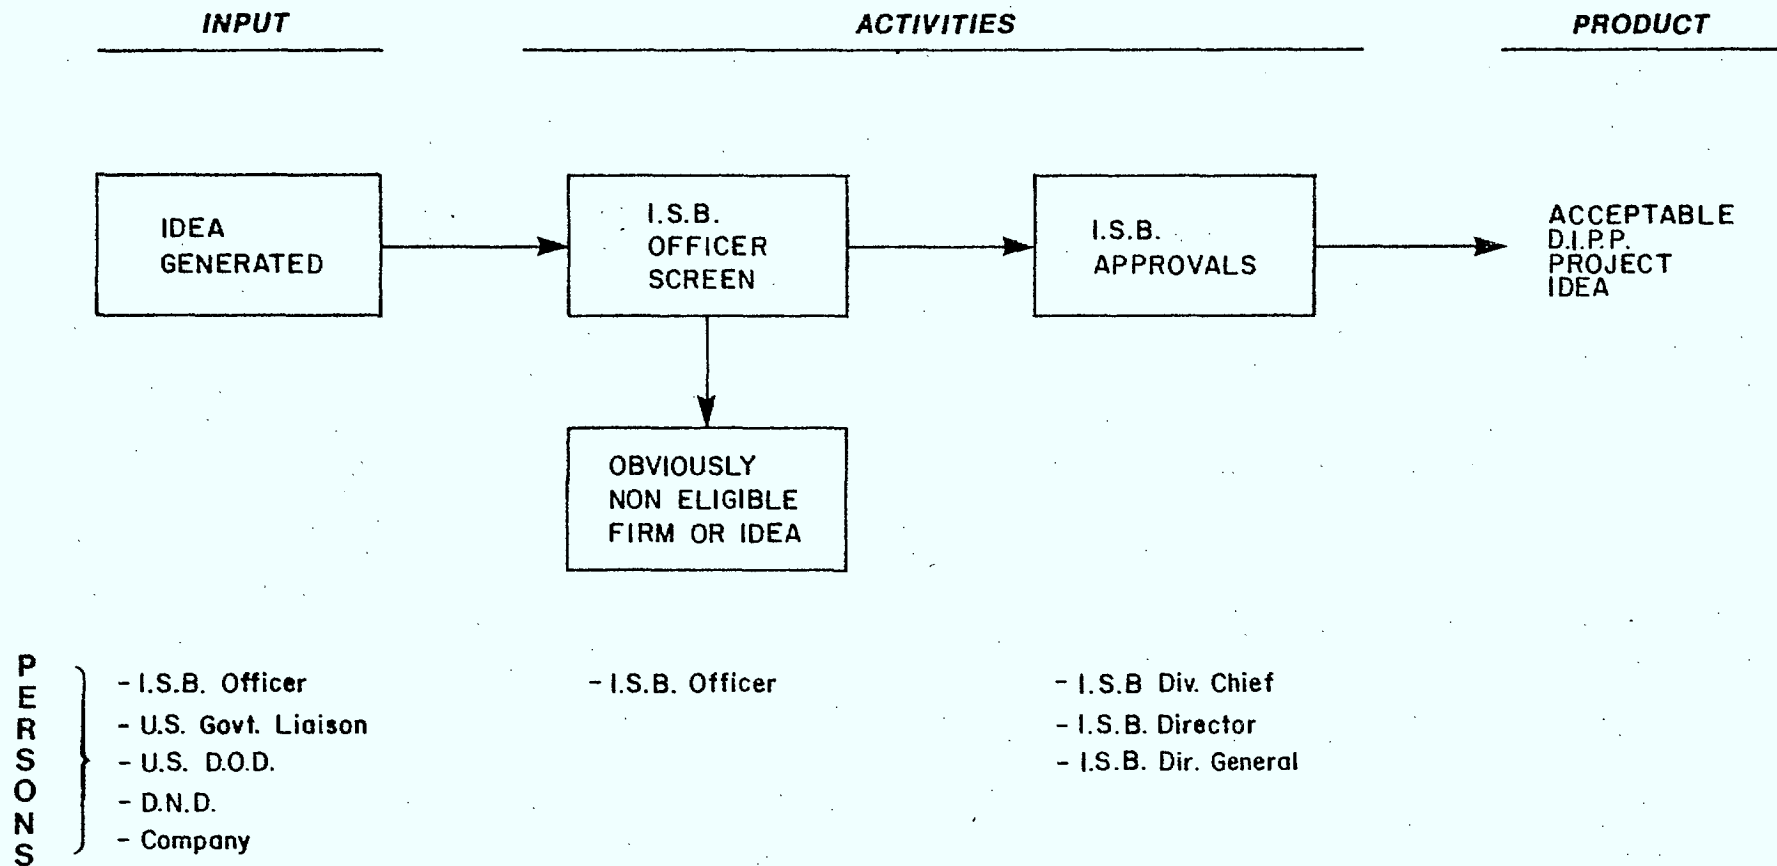 INPUT
ACTIVITIES
PRODUCT
IDEA
GENERATED
I.S.B.
OFFICER
SCREEN
I.S.B.
APPROVALS
ACCEPTABLE
D.I.P.P.
PROJECT
IDEA
OBVIOUSLY
NON ELIGIBLE
FIRM OR IDEA
PERSONS
- I.S.B. Officer
- U.S. Govt. Liaison
- U.S. D.O.D.
- D.N.D.
- Company
- I.S.B. Officer
- I.S.B Div. Chief
- I.S.B. Director
- I.S.B. Dir. General